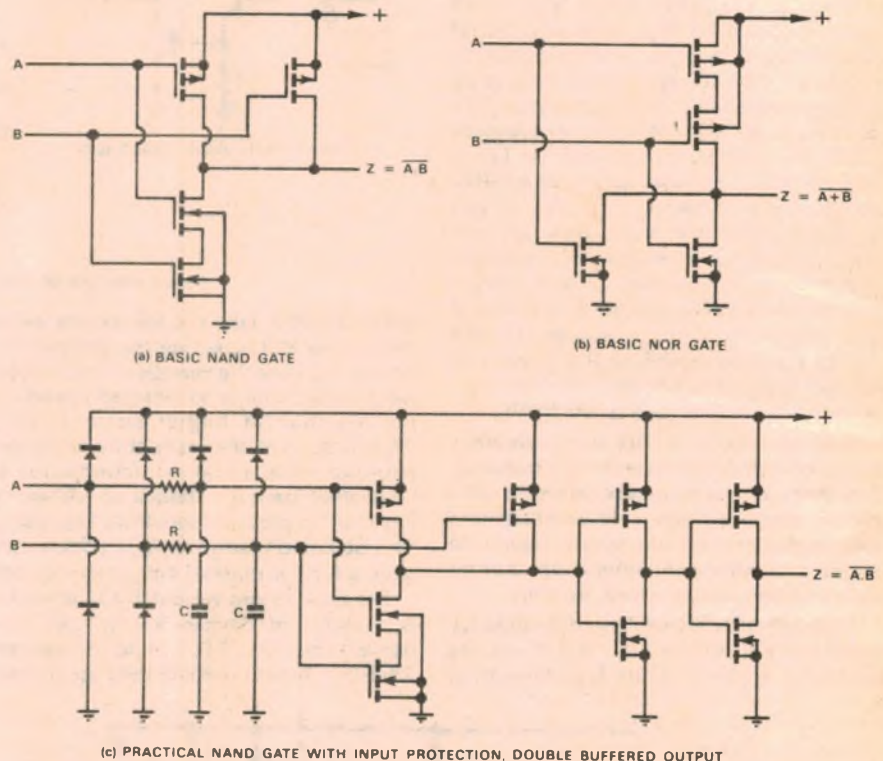 +
A
B
Z = A̅.̅B̅
(a) BASIC NAND GATE
+
A
B
Z = A̅+̅B̅
(b) BASIC NOR GATE
+
A
R
B
R
C
C
Z = A̅.̅B̅
(c) PRACTICAL NAND GATE WITH INPUT PROTECTION, DOUBLE BUFFERED OUTPUT